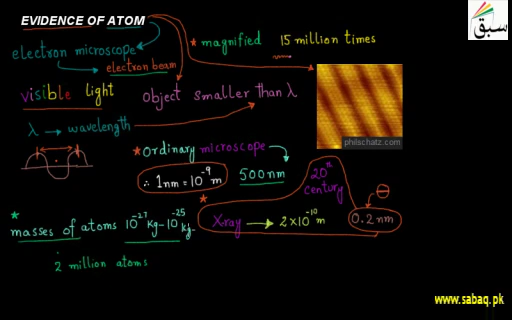 EVIDENCE OF ATOM
electron microscope
electron beam
* magnified 15 million times
visible light
object smaller than λ
λ → wavelength
philschatz.com
* Ordinary microscope
500nm
∴ 1nm = 10⁻⁹m
20th century
* masses of atoms 10⁻²⁷ Kg - 10⁻²⁵ Kg
* Xray → 2 × 10⁻¹⁰ m
0.2 nm
2 million atoms
سبق
www.sabaq.pk